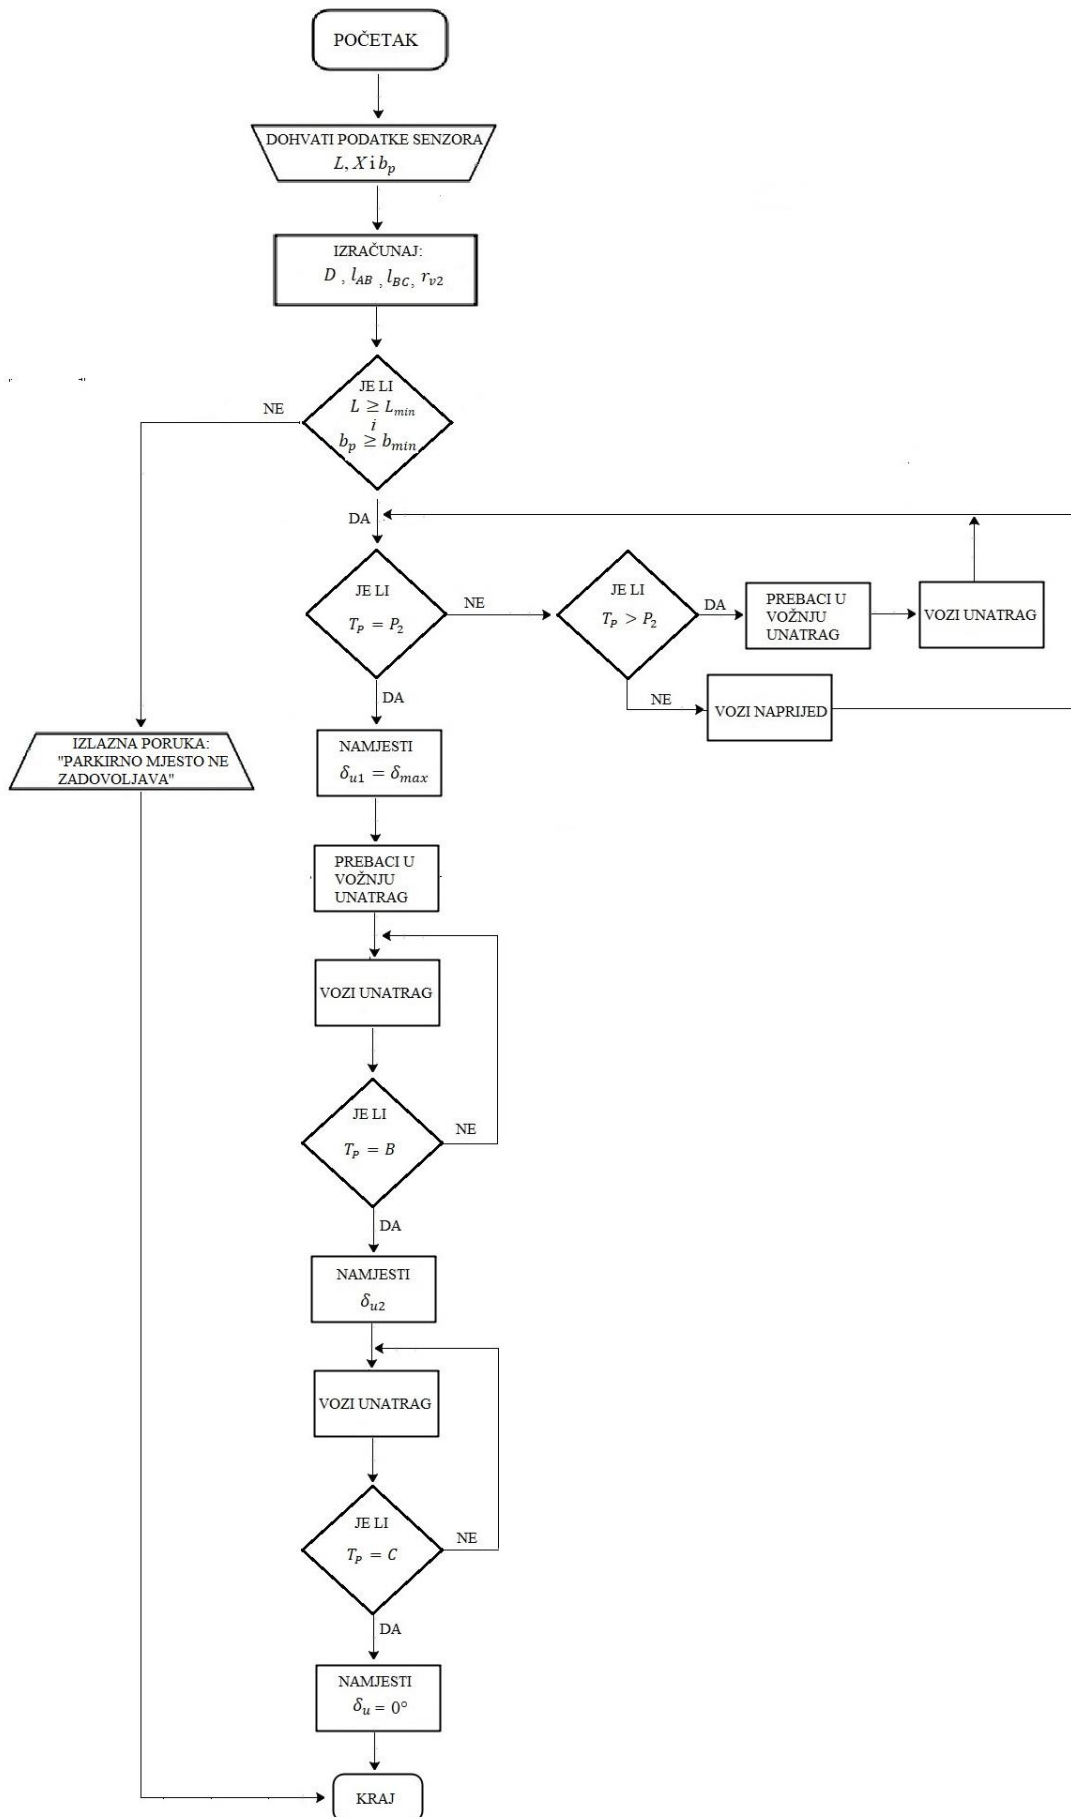 POČETAK
DOHVATI PODATKE SENZORA
L, X i b_p
IZRAČUNAJ:
D , l_AB , l_BC, r_v2
JE LI
L ≥ L_min
i
b_p ≥ b_min
NE
DA
JE LI
T_P = P_2
NE
JE LI
T_P > P_2
DA
PREBACI U
VOŽNJU
UNATRAG
VOZI UNATRAG
NE
VOZI NAPRIJED
DA
IZLAZNA PORUKA:
"PARKIRNO MJESTO NE
ZADOVOLJAVA"
NAMJESTI
δ_u1 = δ_max
PREBACI U
VOŽNJU
UNATRAG
VOZI UNATRAG
JE LI
T_P = B
NE
DA
NAMJESTI
δ_u2
VOZI UNATRAG
JE LI
T_P = C
NE
DA
NAMJESTI
δ_u = 0°
KRAJ